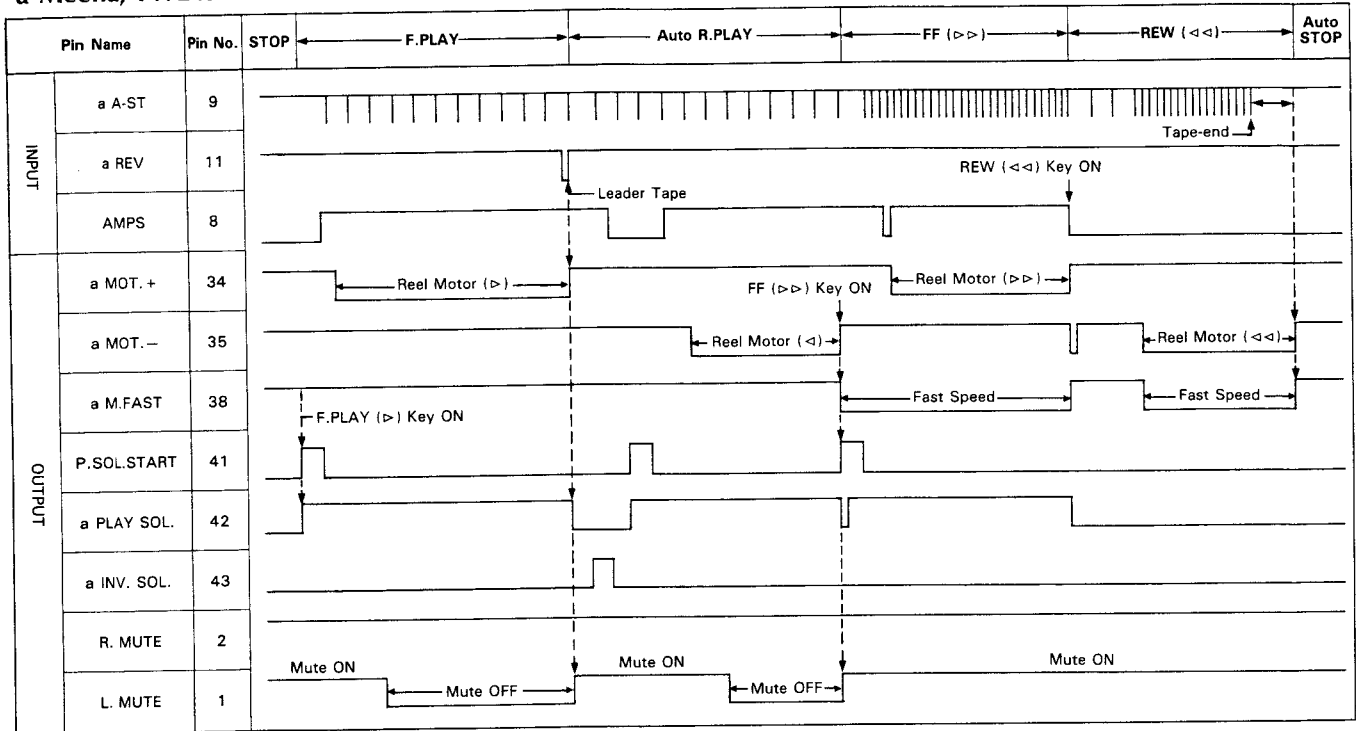 Pin Name Pin No. STOP F.PLAY Auto R.PLAY FF (▷▷) REW (◁◁) Auto STOP
INPUT
a A-ST 9
Tape-end
a REV 11
REW (◁◁) Key ON
Leader Tape
AMPS 8
OUTPUT
a MOT. + 34 Reel Motor (▷) Reel Motor (▷▷)
FF (▷▷) Key ON
a MOT. − 35 Reel Motor (◁) Reel Motor (◁◁)
a M.FAST 38 Fast Speed Fast Speed
F.PLAY (▷) Key ON
P.SOL.START 41
a PLAY SOL. 42
a INV. SOL. 43
R. MUTE 2
Mute ON Mute ON Mute ON
L. MUTE 1 Mute OFF Mute OFF